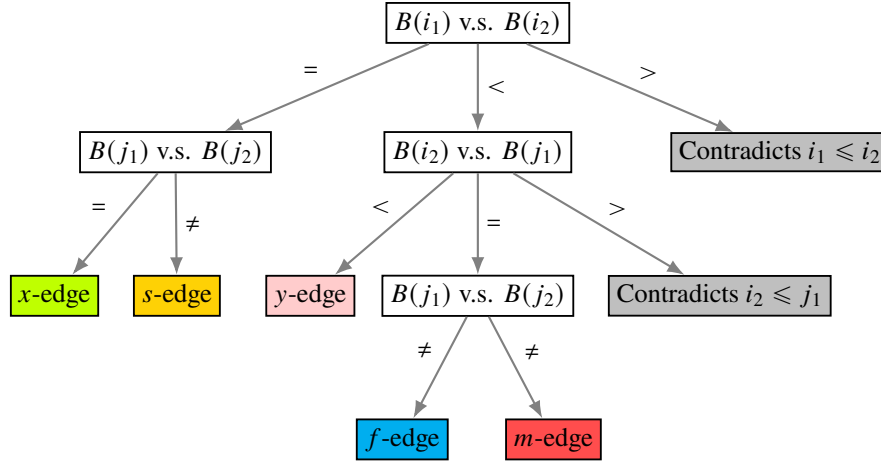 B(i₁) v.s. B(i₂)
= < >
B(j₁) v.s. B(j₂) B(i₂) v.s. B(j₁) Contradicts i₁ ⩽ i₂
= ≠ < = >
x-edge s-edge y-edge B(j₁) v.s. B(j₂) Contradicts i₂ ⩽ j₁
≠ ≠
f-edge m-edge